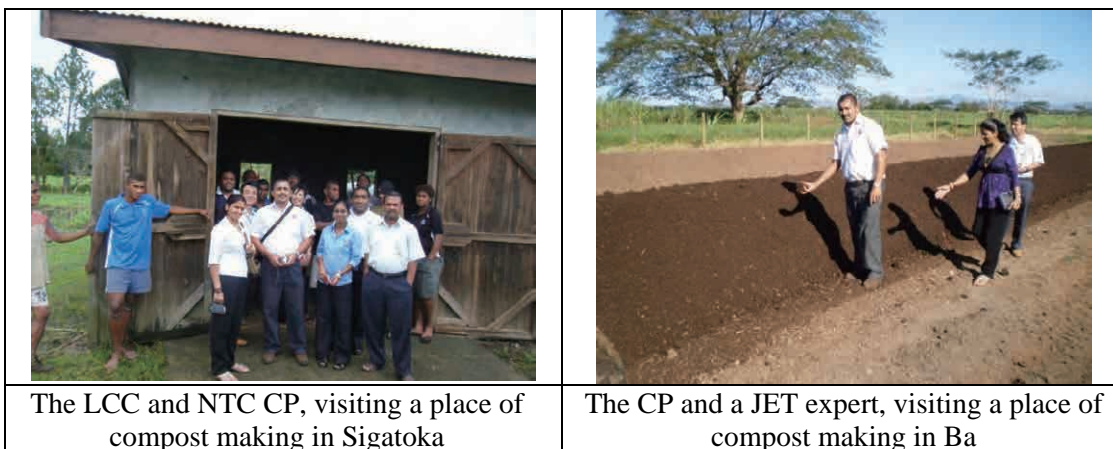 The LCC and NTC CP, visiting a place of
compost making in Sigatoka
The CP and a JET expert, visiting a place of
compost making in Ba